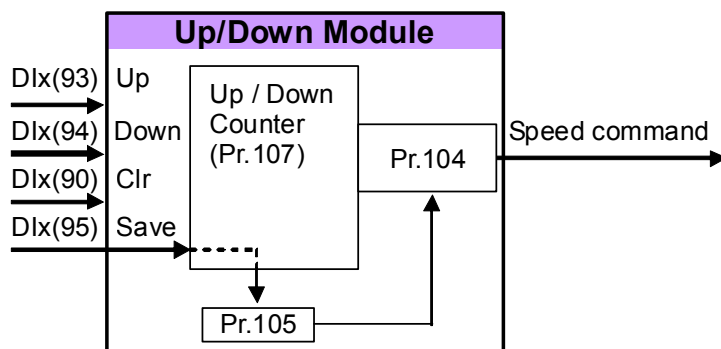 Up/Down Module
DIx(93) Up
DIx(94) Down
DIx(90) Clr
DIx(95) Save
Up / Down
Counter
(Pr.107)
Pr.104
Speed command
Pr.105